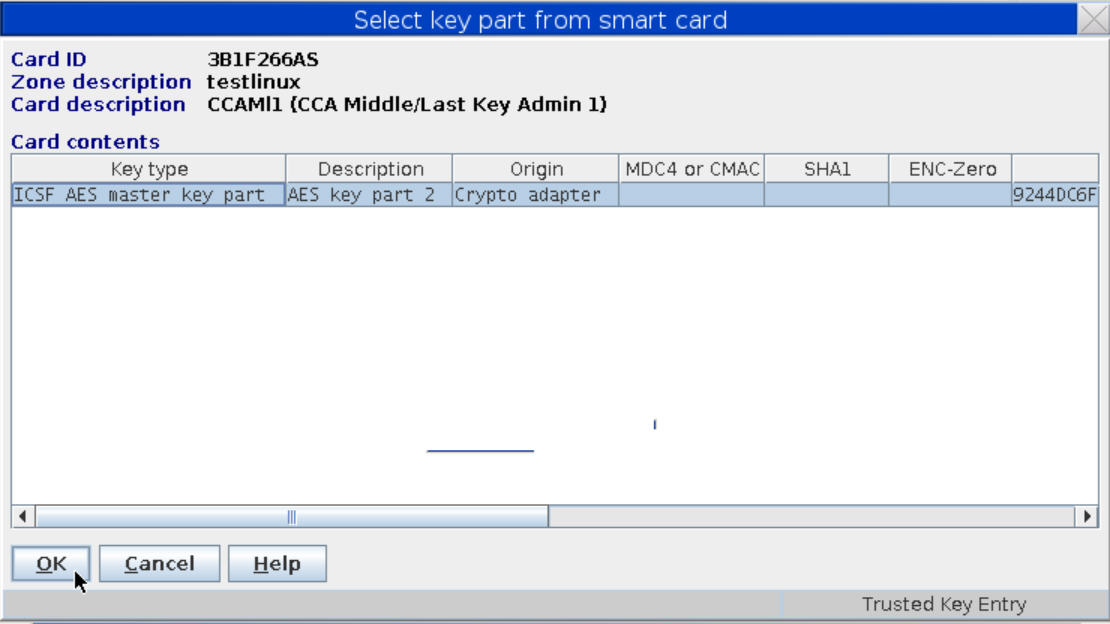 Select key part from smart card
Card ID 3B1F266AS
Zone description testlinux
Card description CCAMl1 (CCA Middle/Last Key Admin 1)
Card contents
Key type Description Origin MDC4 or CMAC SHA1 ENC-Zero
ICSF AES master key part AES key part 2 Crypto adapter 9244DC6F
OK Cancel Help
Trusted Key Entry